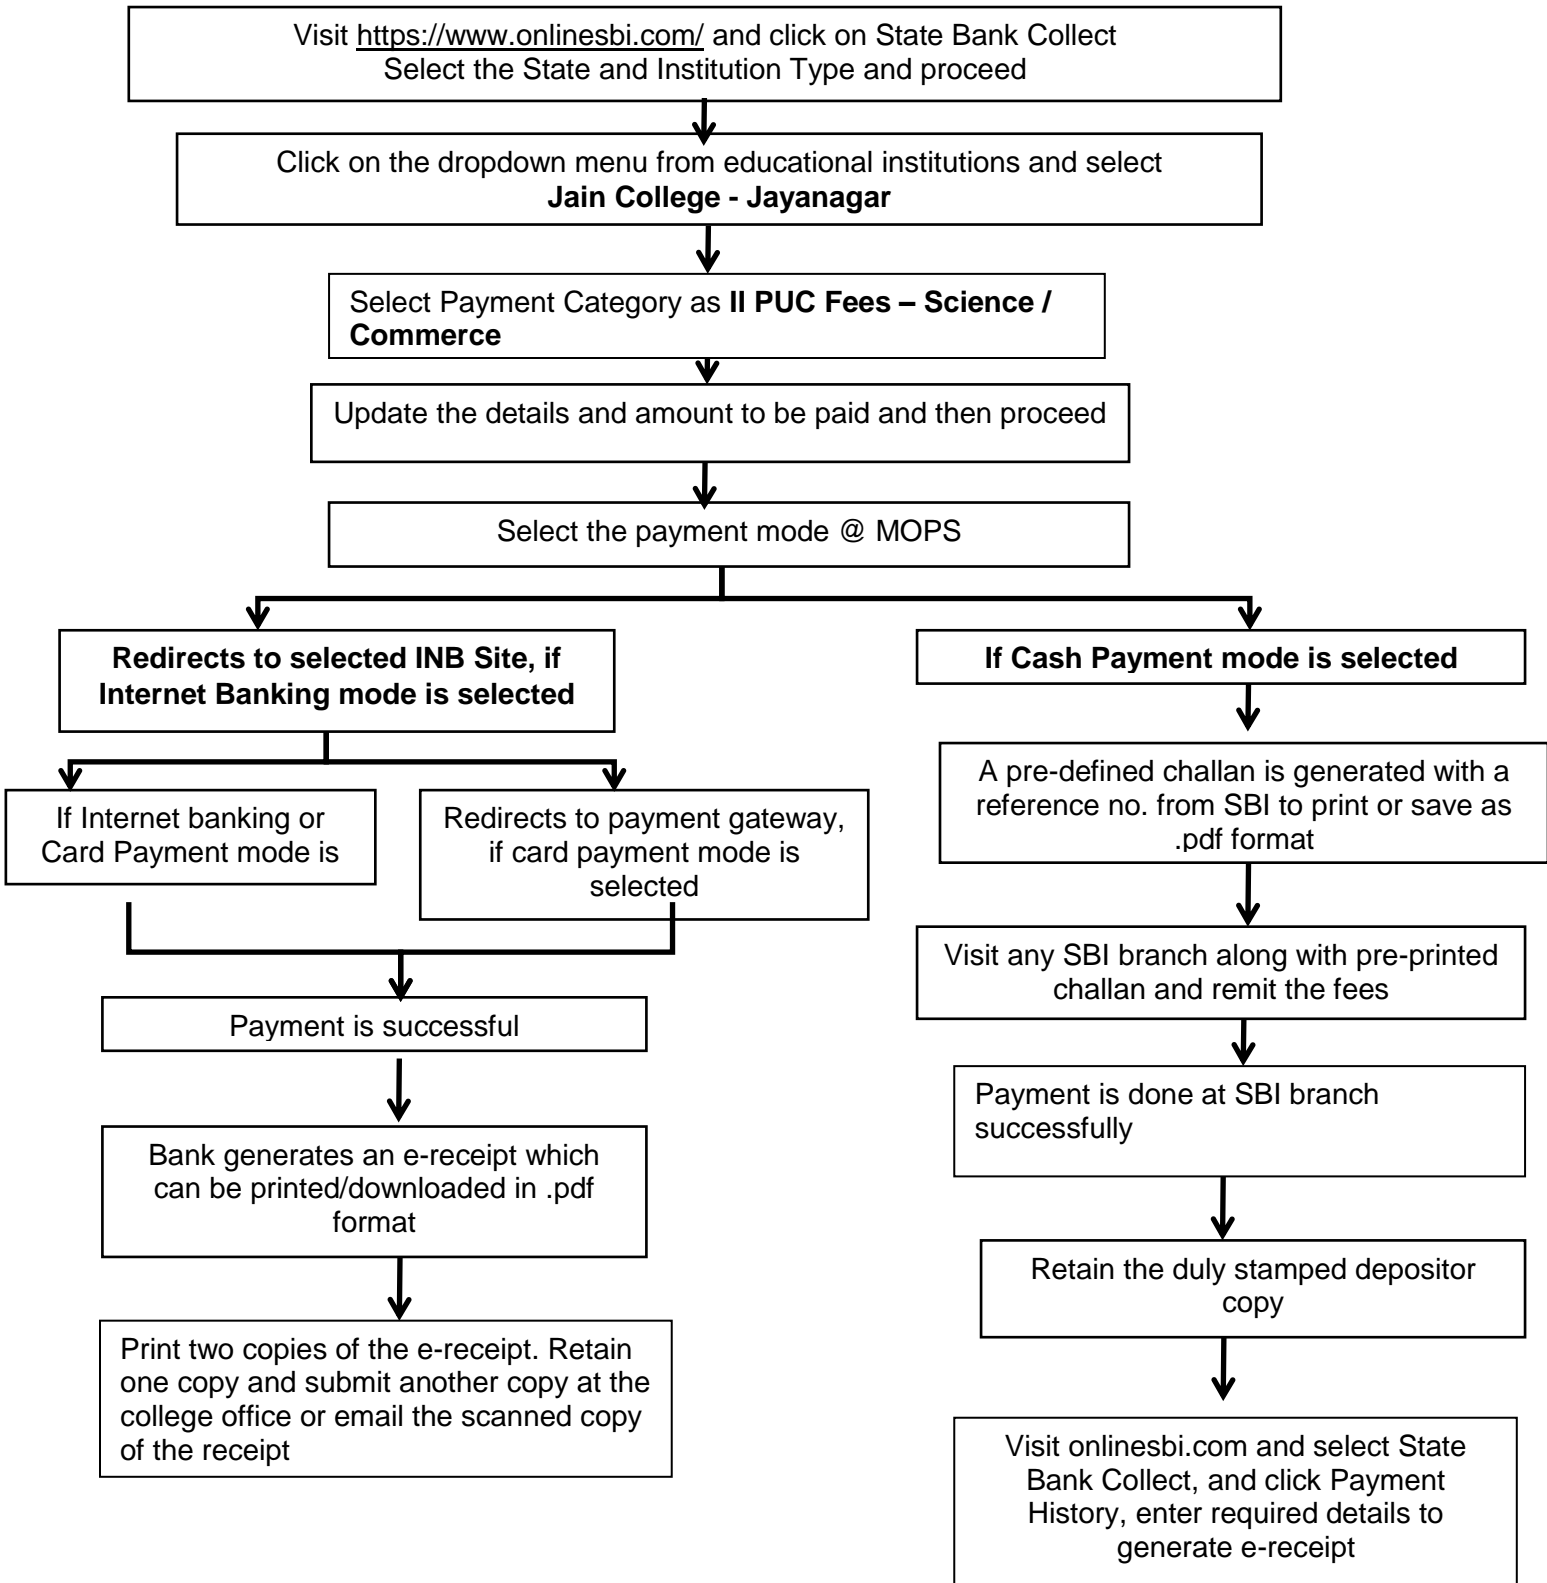 Visit https://www.onlinesbi.com/ and click on State Bank Collect
Select the State and Institution Type and proceed
Click on the dropdown menu from educational institutions and select
Jain College - Jayanagar
Select Payment Category as II PUC Fees – Science /
Commerce
Update the details and amount to be paid and then proceed
Select the payment mode @ MOPS
Redirects to selected INB Site, if
Internet Banking mode is selected
If Internet banking or
Card Payment mode is
Redirects to payment gateway,
if card payment mode is
selected
Payment is successful
Bank generates an e-receipt which
can be printed/downloaded in .pdf
format
Print two copies of the e-receipt. Retain
one copy and submit another copy at the
college office or email the scanned copy
of the receipt
If Cash Payment mode is selected
A pre-defined challan is generated with a
reference no. from SBI to print or save as
.pdf format
Visit any SBI branch along with pre-printed
challan and remit the fees
Payment is done at SBI branch
successfully
Retain the duly stamped depositor
copy
Visit onlinesbi.com and select State
Bank Collect, and click Payment
History, enter required details to
generate e-receipt